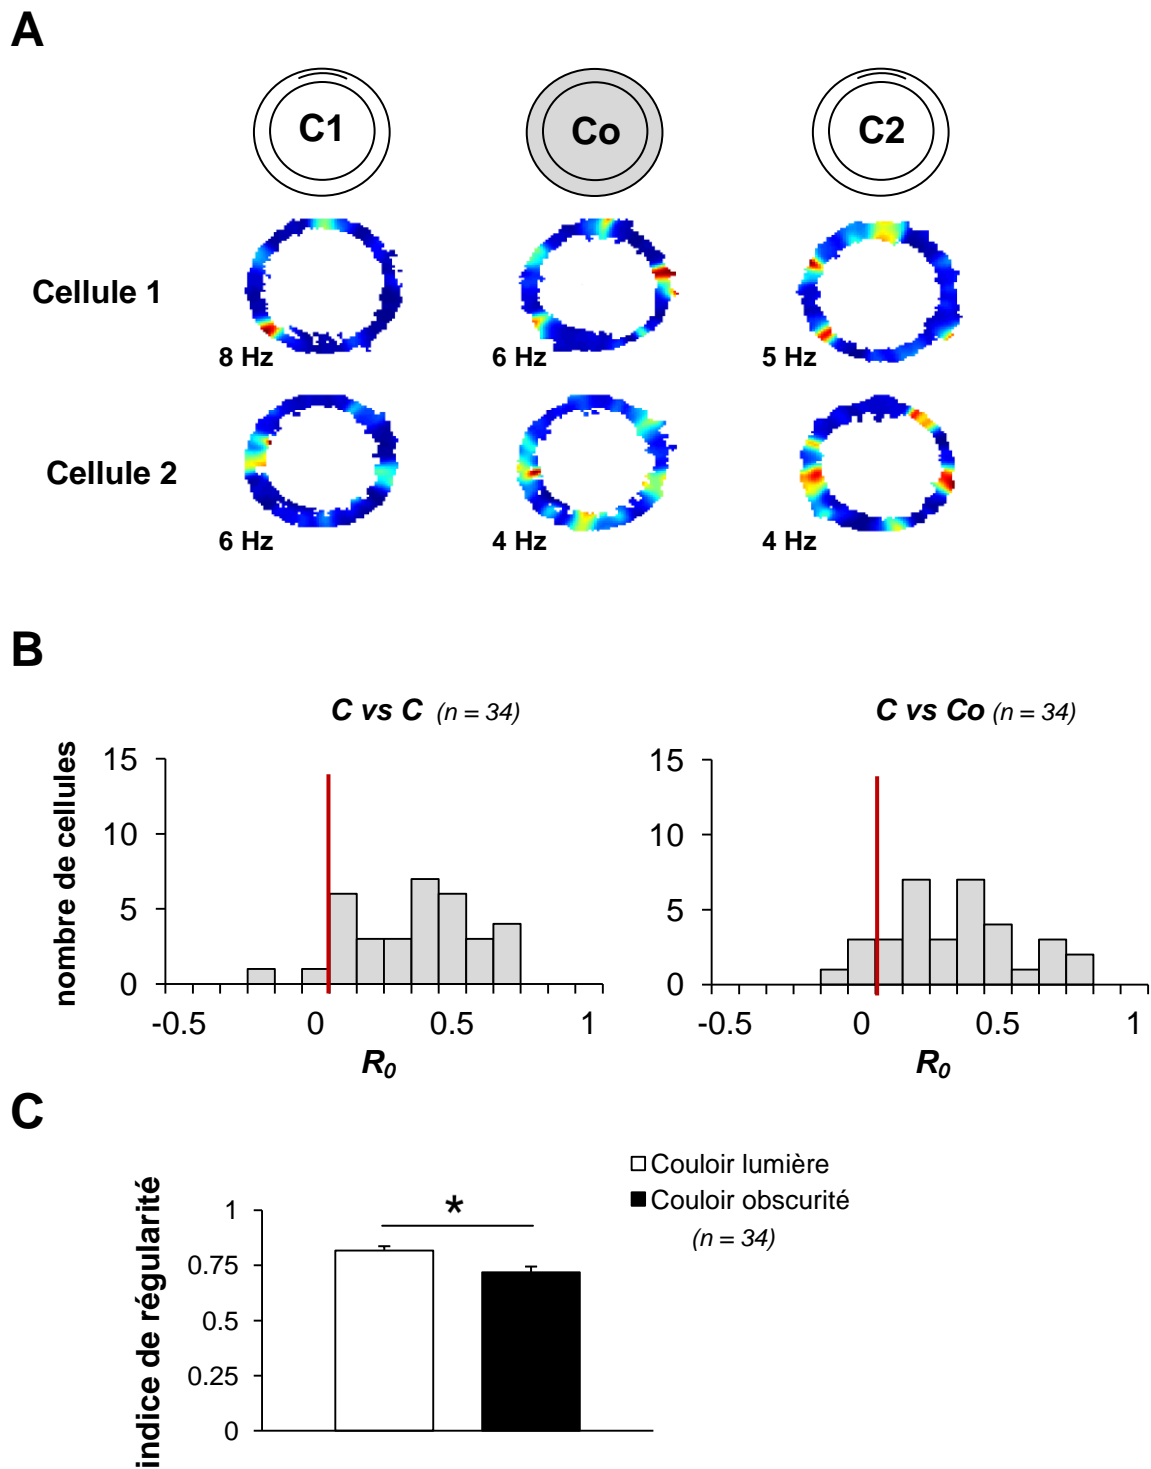 A
C1 Co C2
Cellule 1
8 Hz 6 Hz 5 Hz
Cellule 2
6 Hz 4 Hz 4 Hz
B
C vs C (n = 34) C vs Co (n = 34)
nombre de cellules
15
10
5
0
-0.5 0 0.5 1
R0
15
10
5
0
-0.5 0 0.5 1
R0
C
indice de régularité
1
0.75
0.5
0.25
0
*
Couloir lumière
Couloir obscurité
(n = 34)